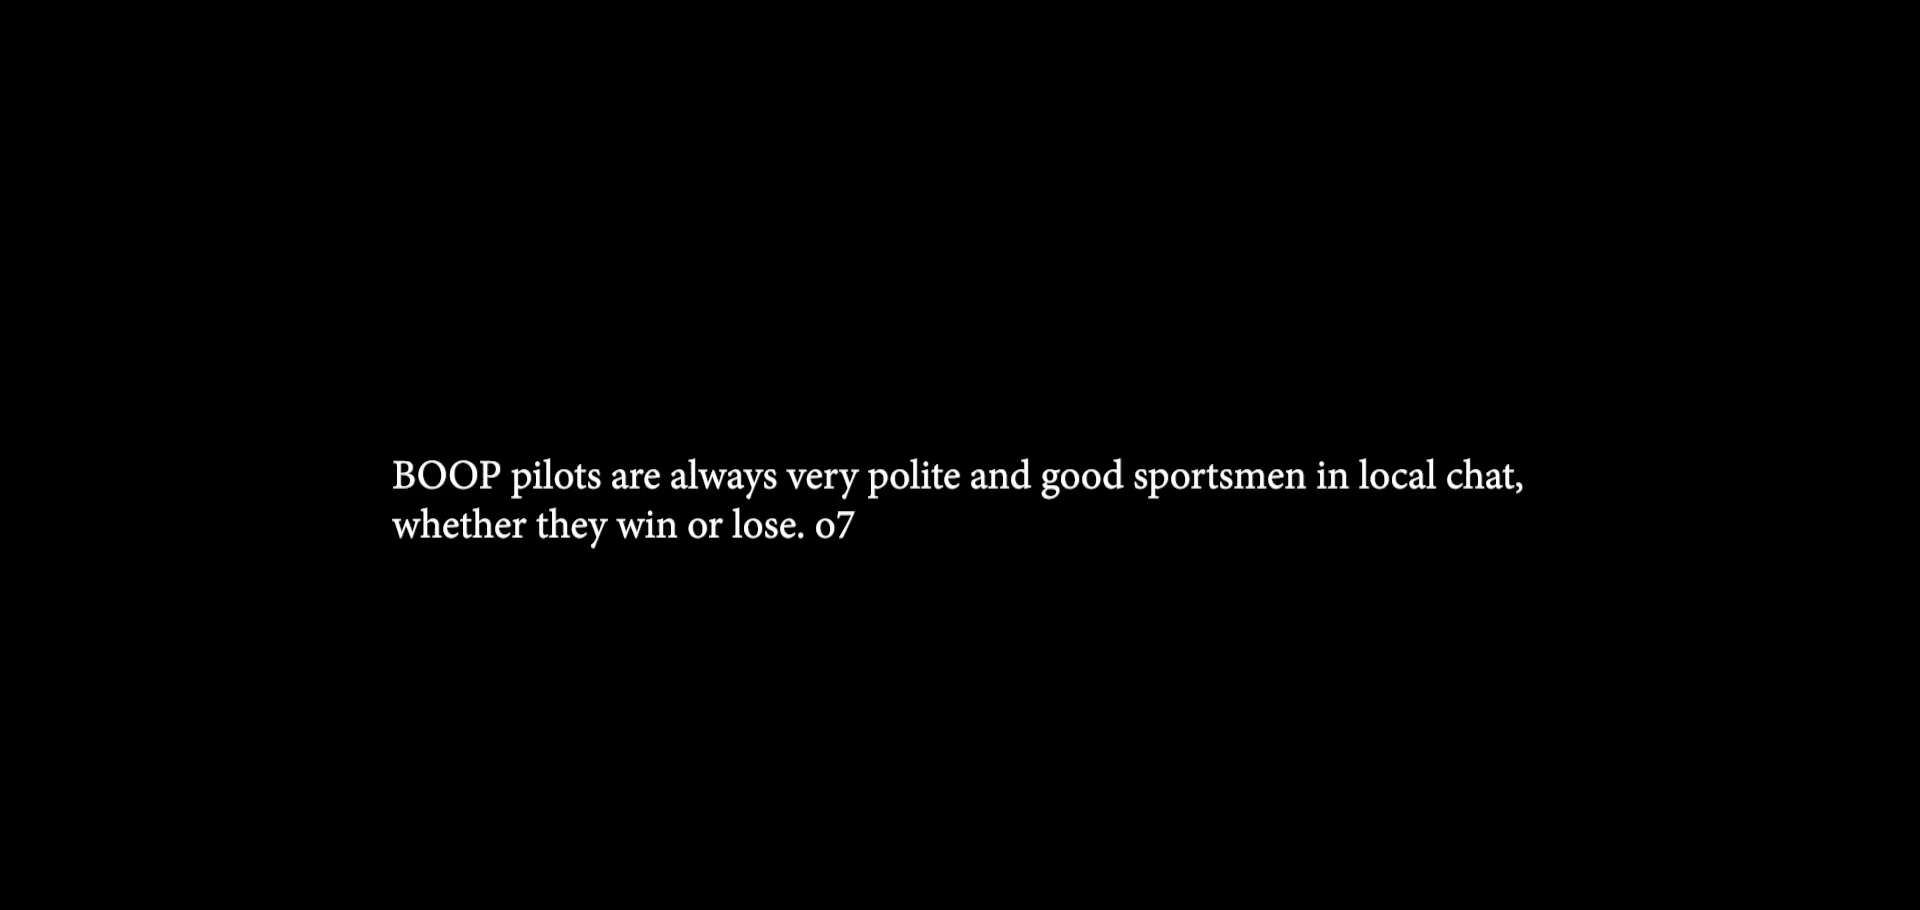 BOOP pilots are always very polite and good sportsmen in local chat,
whether they win or lose. o7